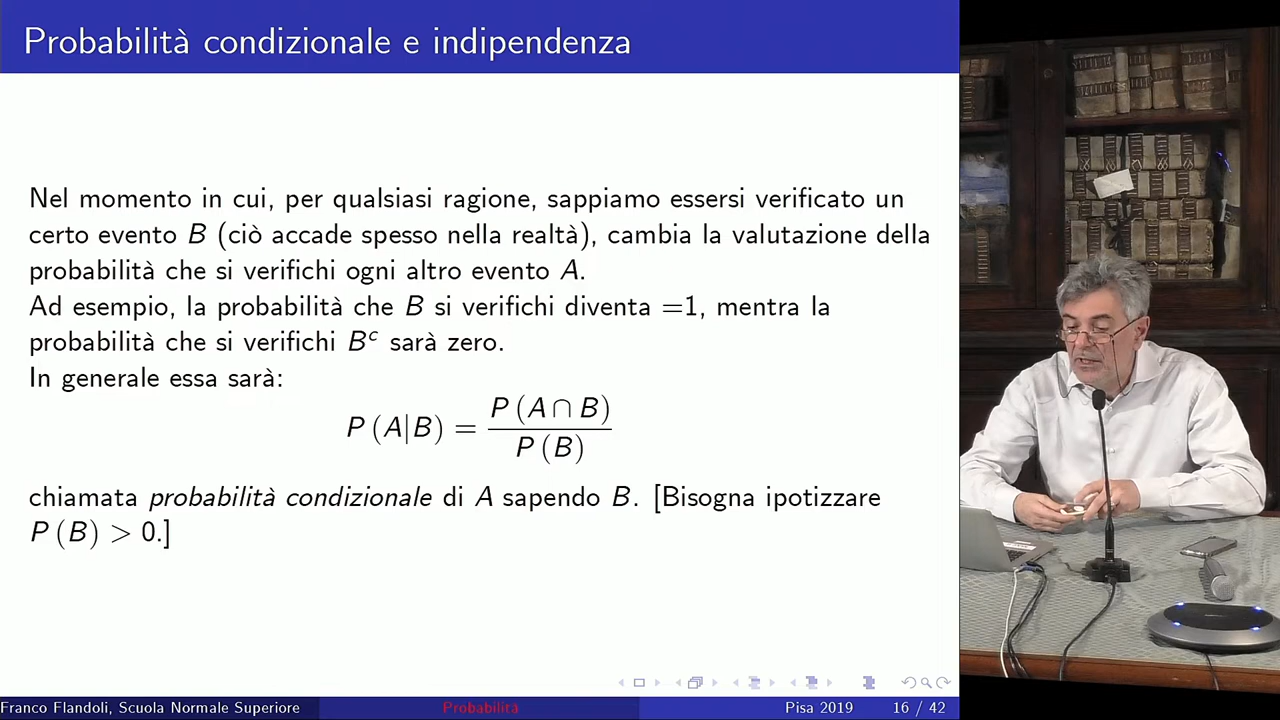 Probabilità condizionale e indipendenza
Nel momento in cui, per qualsiasi ragione, sappiamo essersi verificato un
certo evento B (ciò accade spesso nella realtà), cambia la valutazione della
probabilità che si verifichi ogni altro evento A.
Ad esempio, la probabilità che B si verifichi diventa =1, mentra la
probabilità che si verifichi Bᶜ sarà zero.
In generale essa sarà:
P (A|B) = P (A ∩ B) / P (B)
chiamata probabilità condizionale di A sapendo B. [Bisogna ipotizzare
P (B) > 0.]
Franco Flandoli, Scuola Normale Superiore Probabilità Pisa 2019 16 / 42